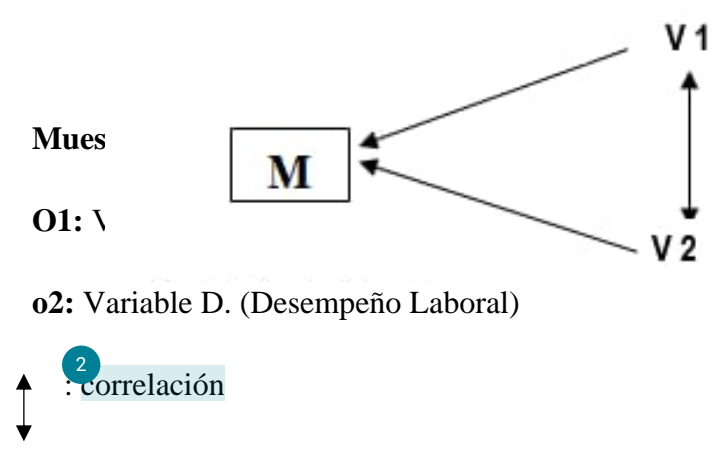 V 1
Mues
M
O1: V
V 2
o2: Variable D. (Desempeño Laboral)
2
: correlación